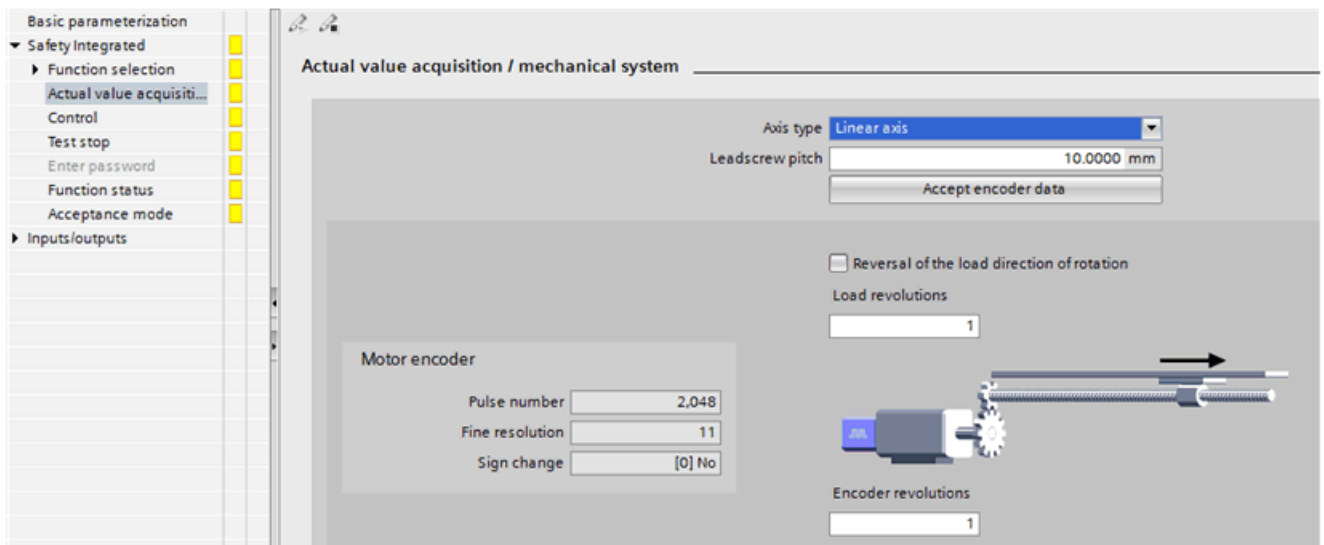 Basic parameterization
Safety Integrated
Function selection
Actual value acquisiti...
Control
Test stop
Enter password
Function status
Acceptance mode
Inputs/outputs
Actual value acquisition / mechanical system
Axis type Linear axis
Leadscrew pitch 10.0000 mm
Accept encoder data
Reversal of the load direction of rotation
Load revolutions
1
Motor encoder
Pulse number 2,048
Fine resolution 11
Sign change [0] No
Encoder revolutions
1